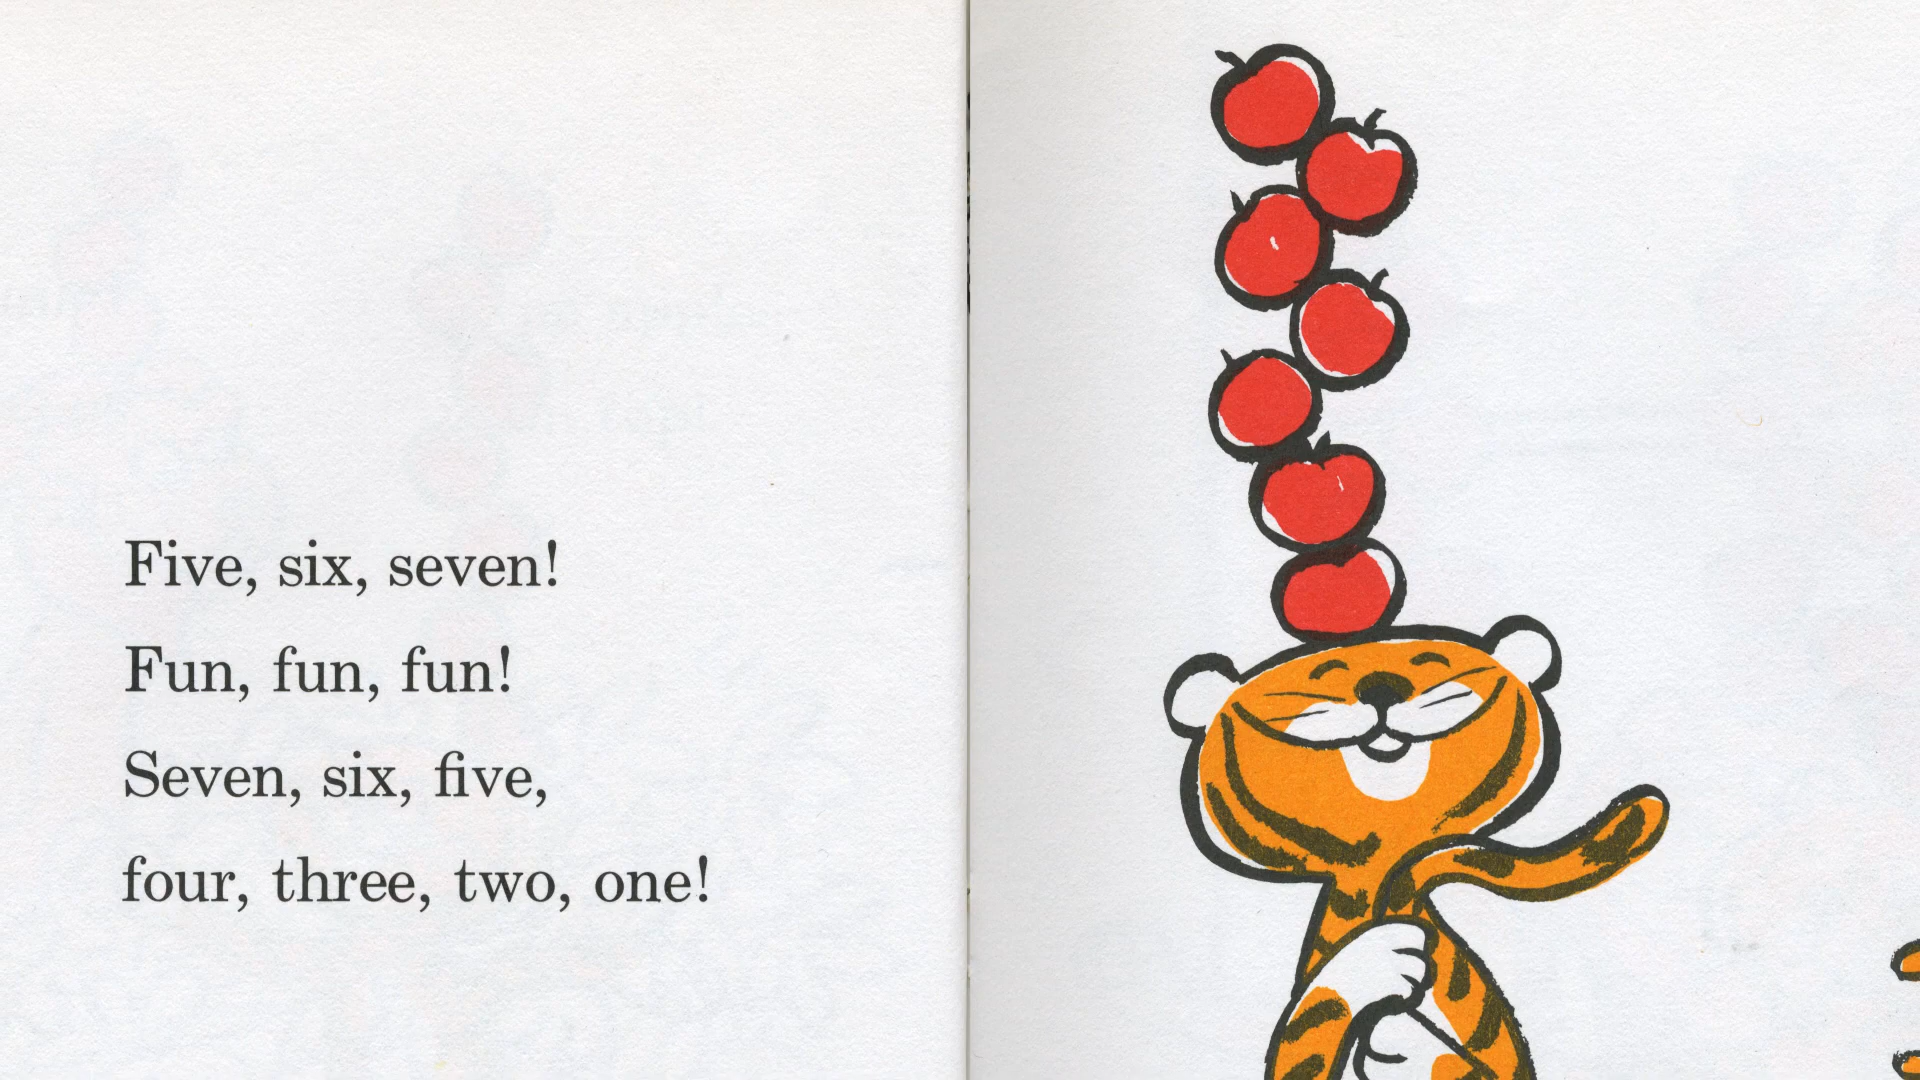 Five, six, seven!
Fun, fun, fun!
Seven, six, five,
four, three, two, one!